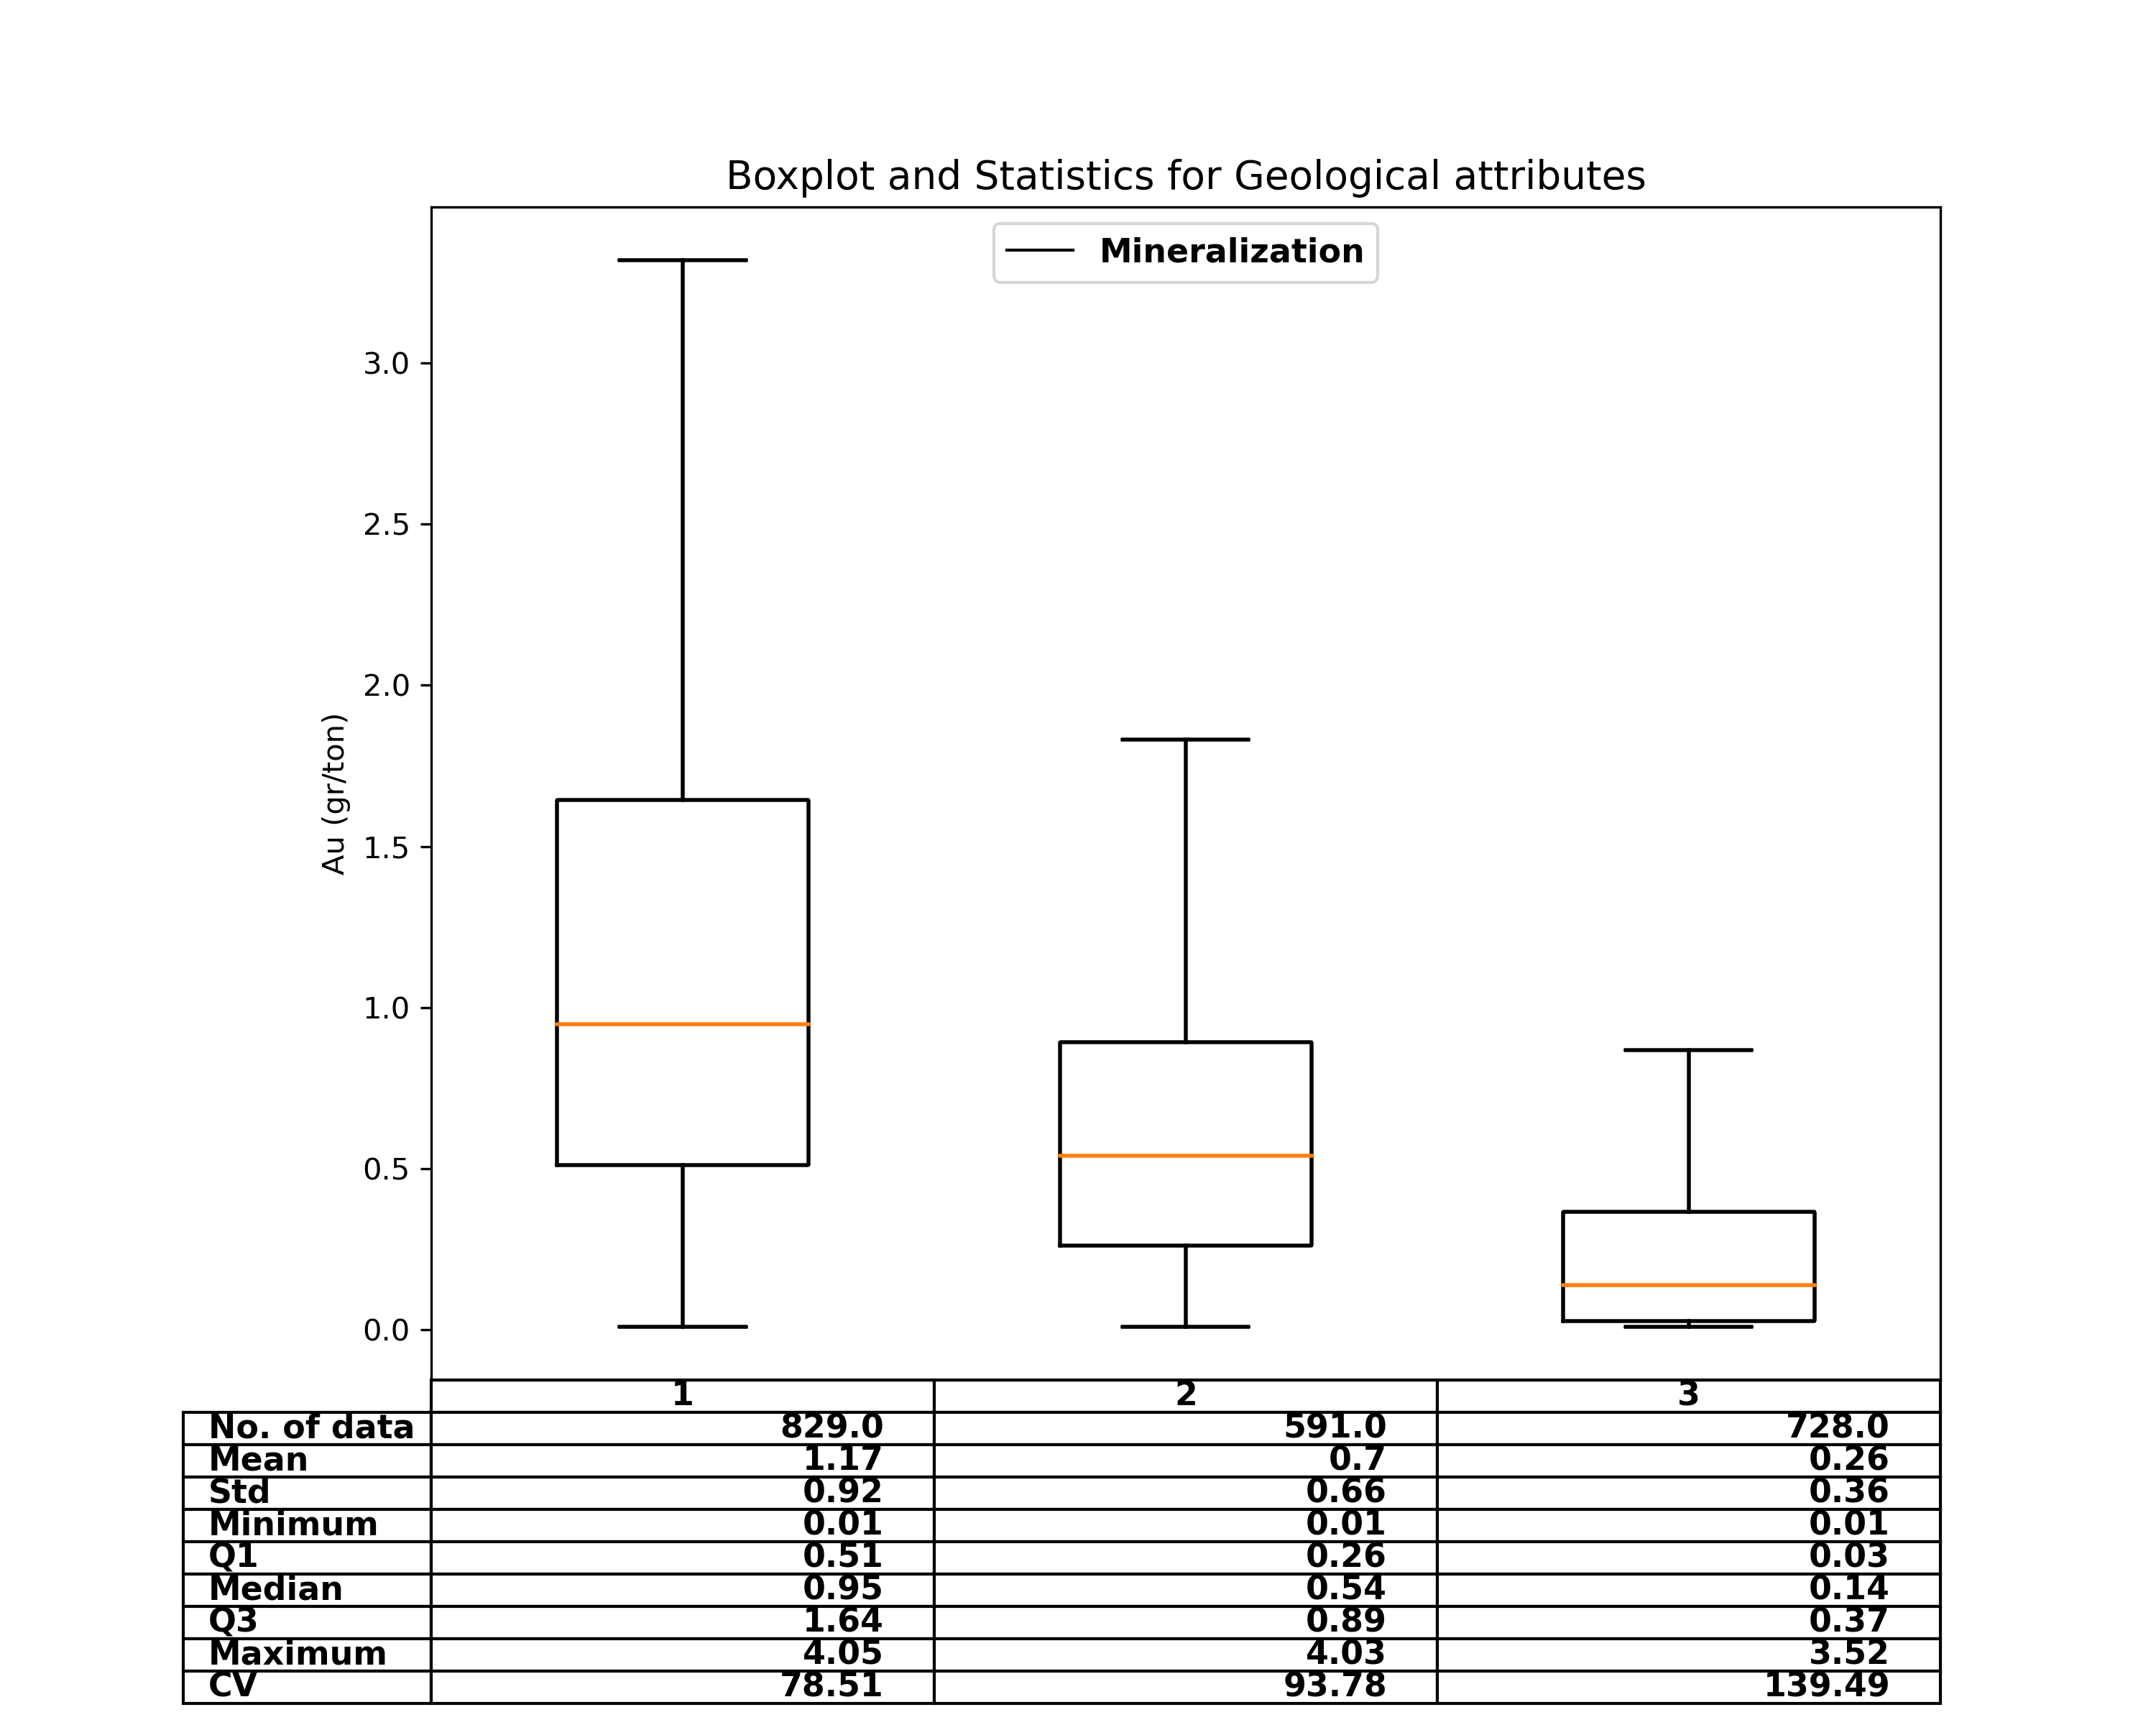 Boxplot and Statistics for Geological attributes
Mineralization
3.0
2.5
2.0
1.5
1.0
0.5
0.0
Au (gr/ton)
1 2 3
No. of data 829.0 591.0 728.0
Mean 1.17 0.7 0.26
Std 0.92 0.66 0.36
Minimum 0.01 0.01 0.01
Q1 0.51 0.26 0.03
Median 0.95 0.54 0.14
Q3 1.64 0.89 0.37
Maximum 4.05 4.03 3.52
CV 78.51 93.78 139.49